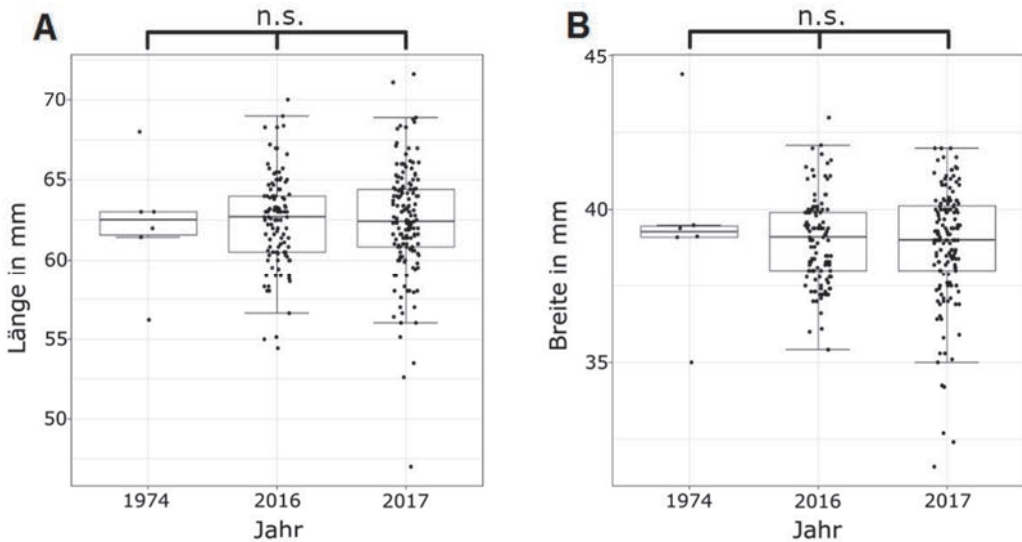 A
n.s.
Länge in mm
70
65
60
55
50
1974
2016
2017
Jahr
B
n.s.
Breite in mm
45
40
35
1974
2016
2017
Jahr